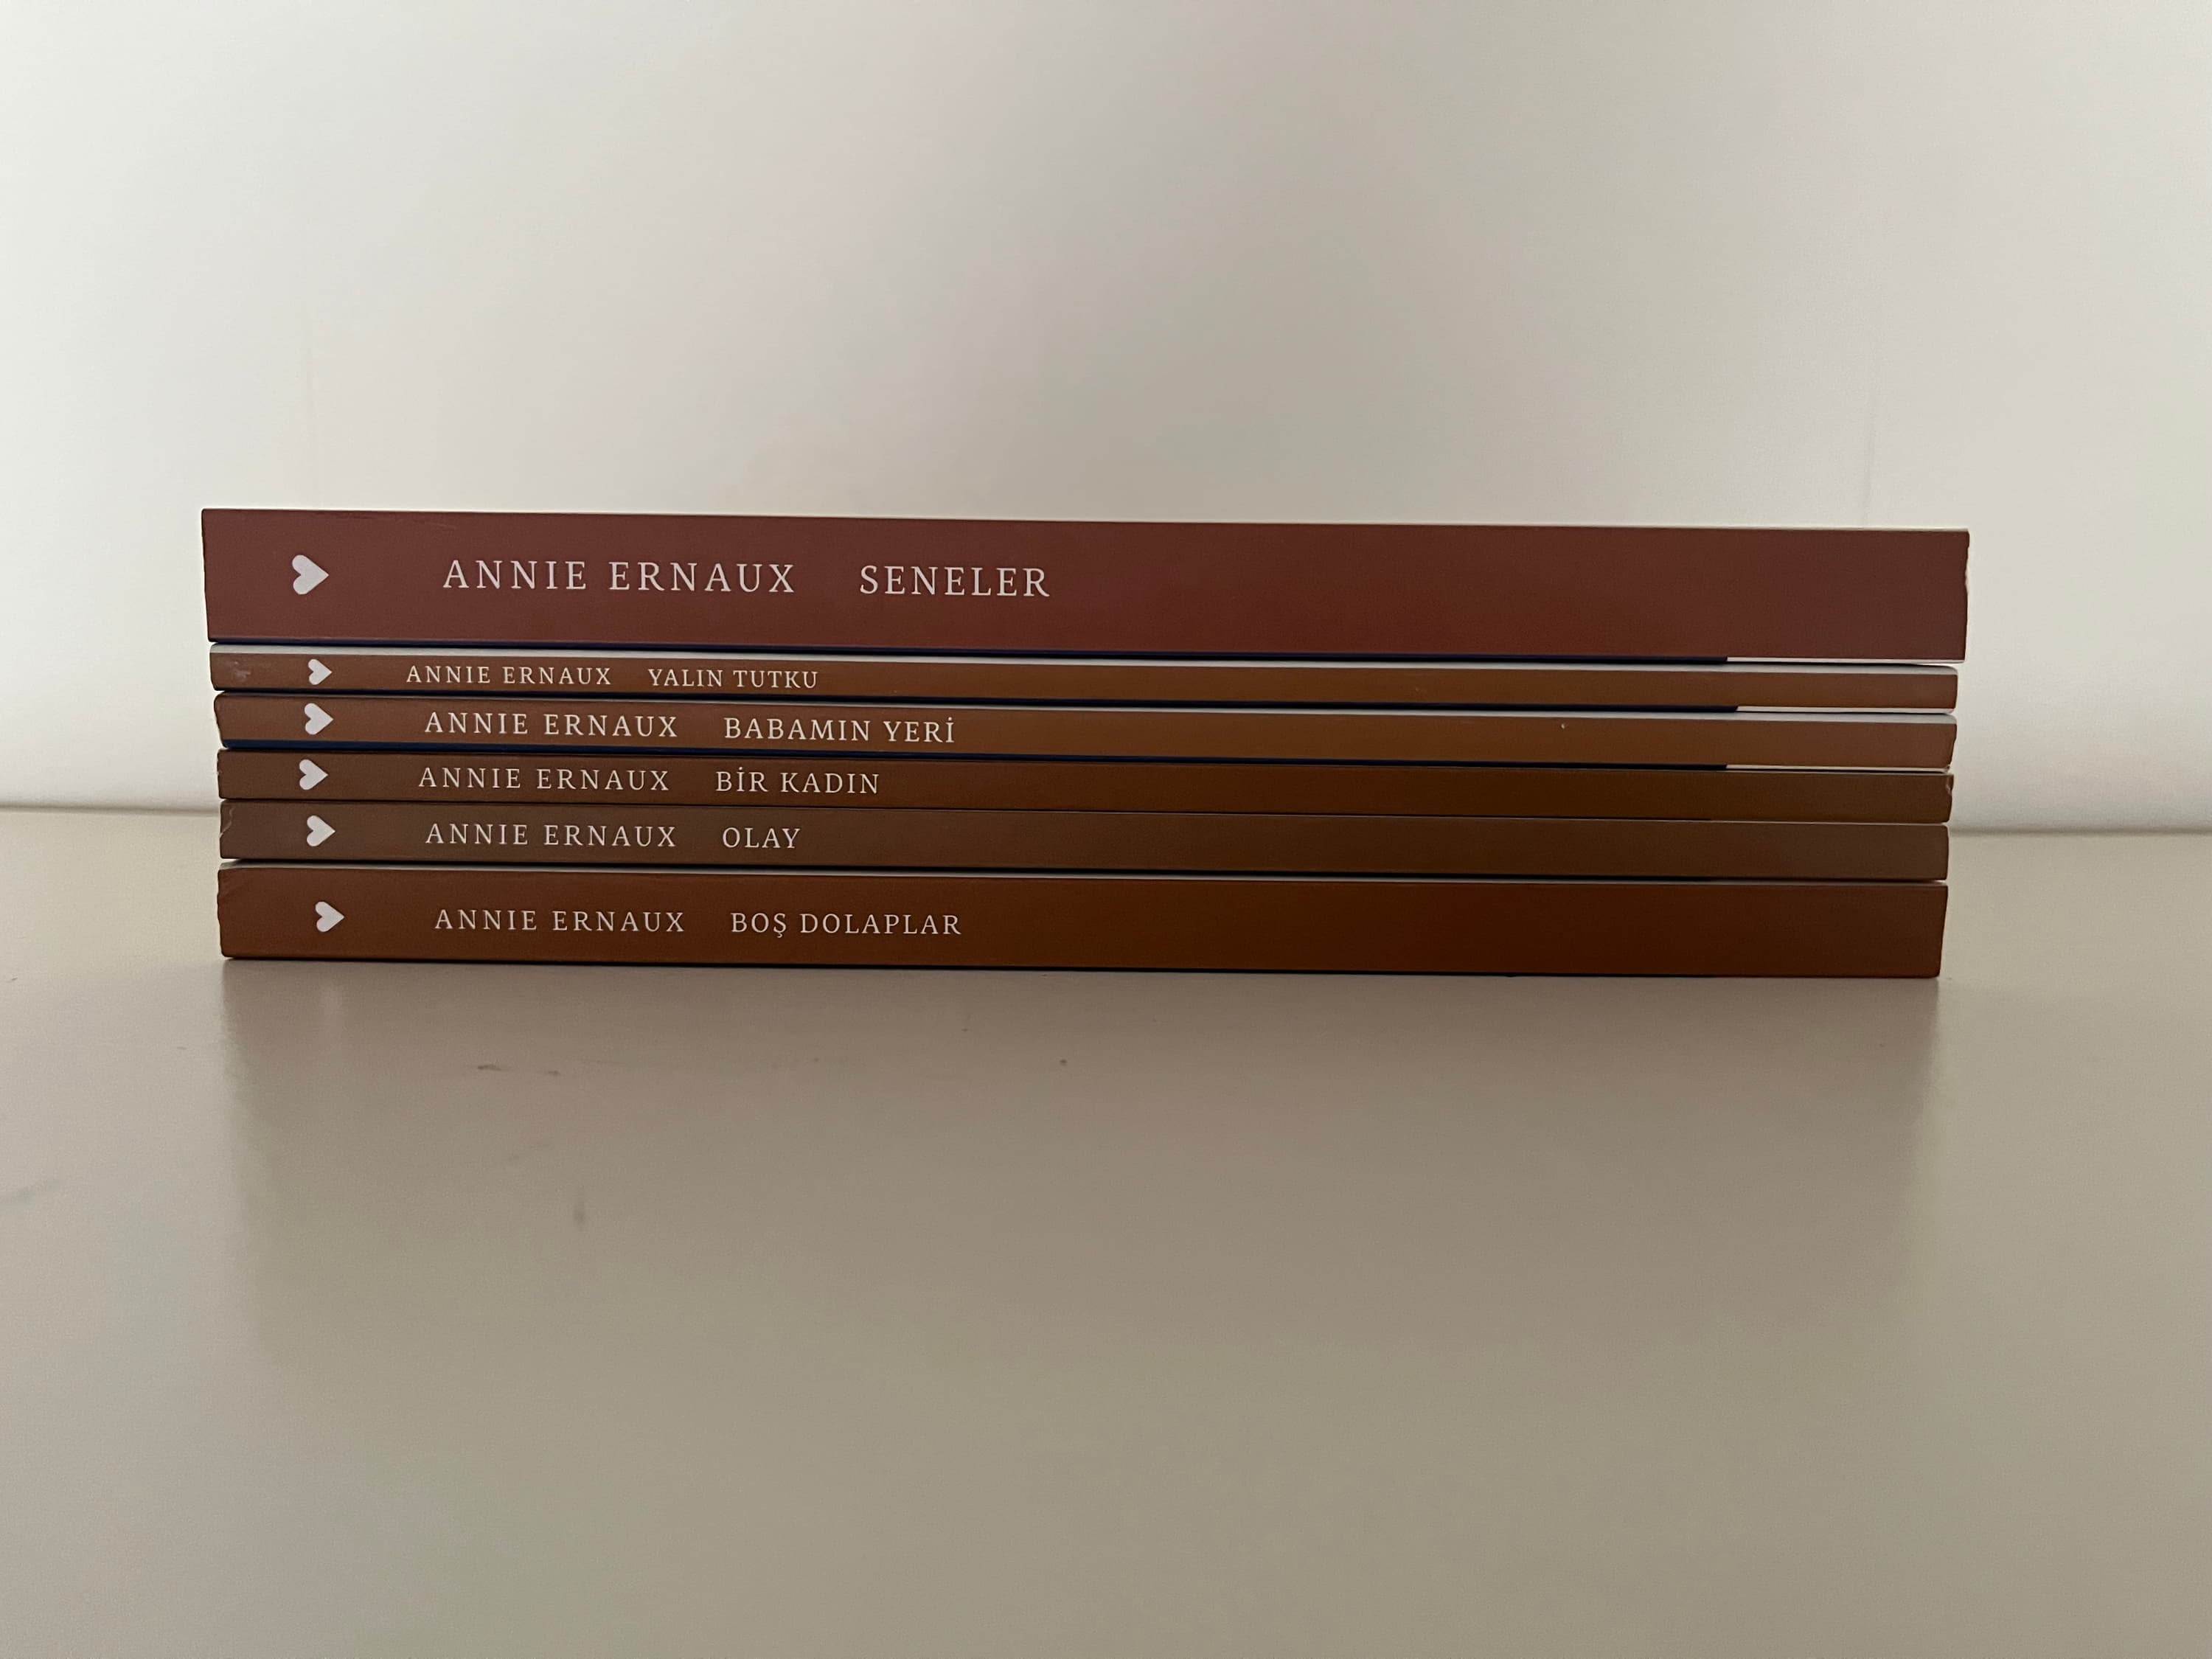 ANNIE ERNAUX SENELER
ANNIE ERNAUX YALIN TUTKU
ANNIE ERNAUX BABAMIN YERİ
ANNIE ERNAUX BİR KADIN
ANNIE ERNAUX OLAY
ANNIE ERNAUX BOŞ DOLAPLAR